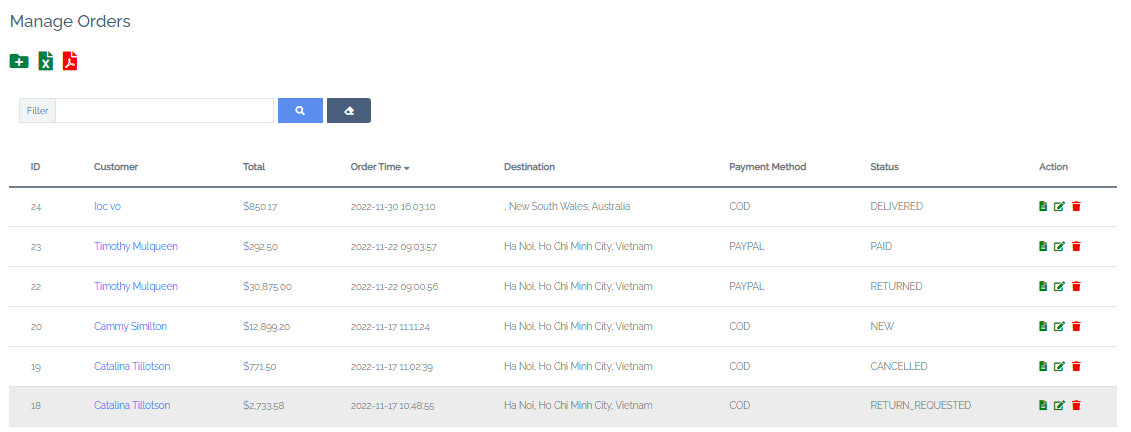 Manage Orders
Filter
ID Customer Total Order Time Destination Payment Method Status Action
24 loc vo $850.17 2022-11-30 16:03:10 , New South Wales, Australia COD DELIVERED
23 Timothy Mulqueen $292.50 2022-11-22 09:03:57 Ha Noi, Ho Chi Minh City, Vietnam PAYPAL PAID
22 Timothy Mulqueen $30,875.00 2022-11-22 09:00:56 Ha Noi, Ho Chi Minh City, Vietnam PAYPAL RETURNED
20 Cammy Similton $12,899.20 2022-11-17 11:11:24 Ha Noi, Ho Chi Minh City, Vietnam COD NEW
19 Catalina Tillotson $771.50 2022-11-17 11:02:39 Ha Noi, Ho Chi Minh City, Vietnam COD CANCELLED
18 Catalina Tillotson $2,733.58 2022-11-17 10:48:55 Ha Noi, Ho Chi Minh City, Vietnam COD RETURN_REQUESTED